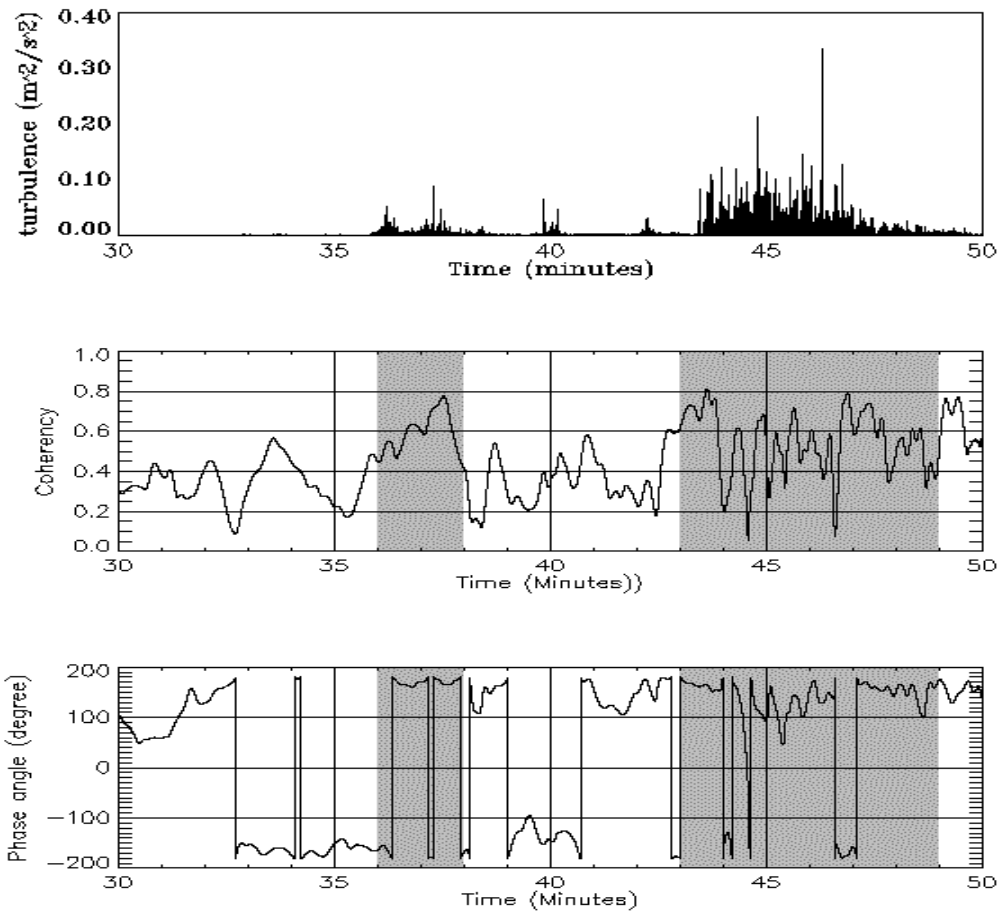 0.40
0.30
0.20
0.10
0.00
turbulence (m^2/s^2)
30 35 40 45 50
Time (minutes)
1.0
0.8
0.6
0.4
0.2
0.0
Coherency
30 35 40 45 50
Time (Minutes))
200
100
0
-100
-200
Phase angle (degree)
30 35 40 45 50
Time (Minutes)